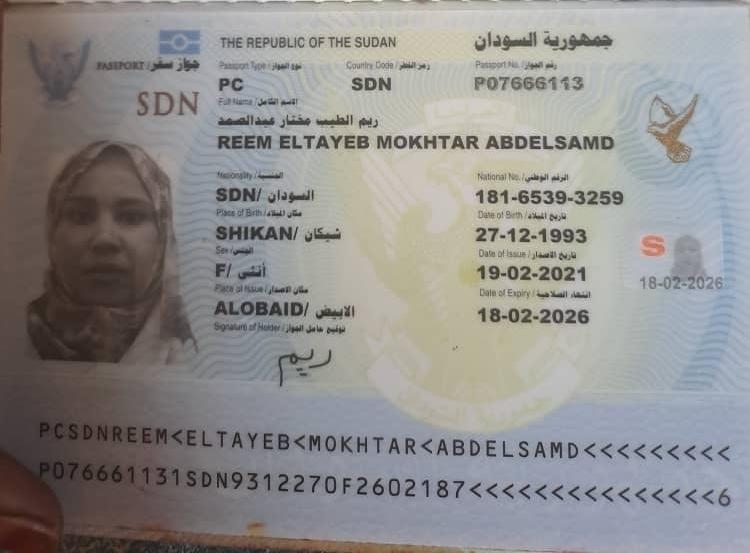 THE REPUBLIC OF THE SUDAN جمهورية السودان
PASSPORT / جواز سفر
Passport Type / نوع الجواز Country Code / رمز القطر Passport No. / رقم الجواز
PC SDN P07666113
SDN
Full Name / الاسم الكامل
ريم الطيب مختار عبدالصمد
REEM ELTAYEB MOKHTAR ABDELSAMD
Nationality / الجنسية National No. / الرقم الوطني
SDN/ السودان 181-6539-3259
Place of Birth / مكان الميلاد Date of Birth / تاريخ الميلاد
SHIKAN/ شيكان 27-12-1993
Sex / الجنس Date of Issue / تاريخ الاصدار
F/ أنثى 19-02-2021
S
18-02-2026
Place of Issue / مكان الاصدار Date of Expiry / انتهاء الصلاحية
ALOBAID/ الابيض 18-02-2026
Signature of Holder / توقيع حامل الجواز
ريم
جمهورية السودان
PCSDNREEM<ELTAYEB<MOKHTAR<ABDELSAMD<<<<<<<<<
P076661131SDN9312270F2602187<<<<<<<<<<<<<<<6